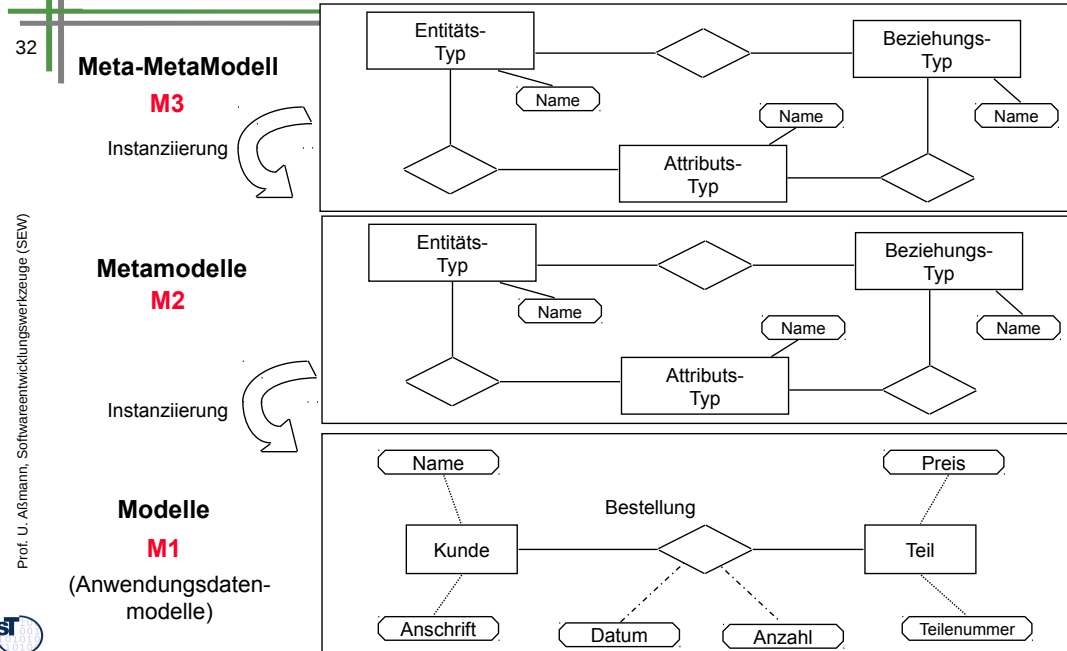 32
Meta-MetaModell
M3
Instanziierung
Entitäts-
Typ
Beziehungs-
Typ
Name
Name
Name
Attributs-
Typ
Prof. U. Aßmann, Softwareentwicklungswerkzeuge (SEW)
Metamodelle
M2
Instanziierung
Entitäts-
Typ
Beziehungs-
Typ
Name
Name
Name
Attributs-
Typ
Modelle
M1
(Anwendungsdaten-
modelle)
Name
Preis
Bestellung
Kunde
Teil
Anschrift
Datum
Anzahl
Teilenummer